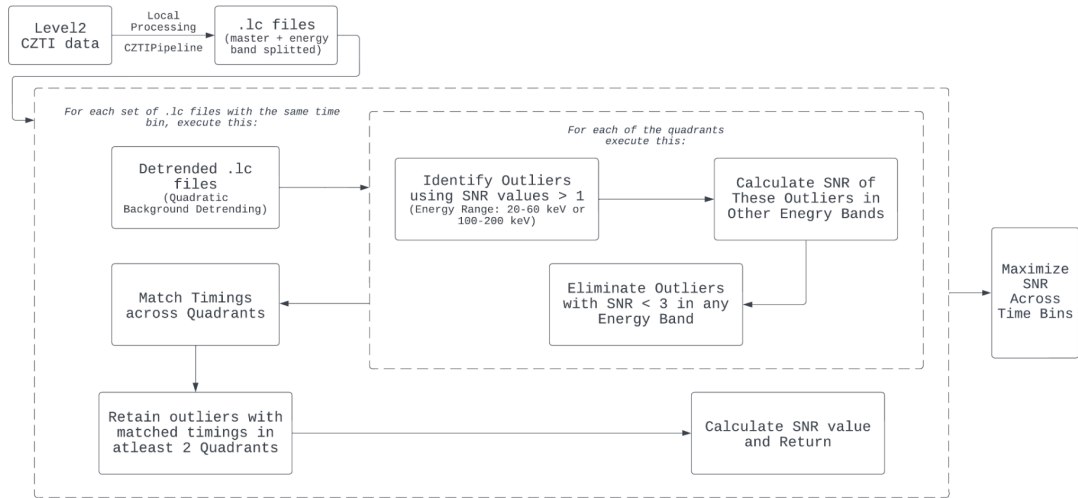 Level2
CZTI data
Local
Processing
CZTIPipeline
.lc files
(master + energy
band splitted)
For each set of .lc files with the same time
bin, execute this:
For each of the quadrants
execute this:
Detrended .lc
files
(Quadratic
Background Detrending)
Identify Outliers
using SNR values > 1
(Energy Range: 20-60 keV or
100-200 keV)
Calculate SNR of
These Outliers in
Other Enegry Bands
Eliminate Outliers
with SNR < 3 in any
Energy Band
Match Timings
across Quadrants
Retain outliers with
matched timings in
atleast 2 Quadrants
Calculate SNR value
and Return
Maximize
SNR
Across
Time Bins